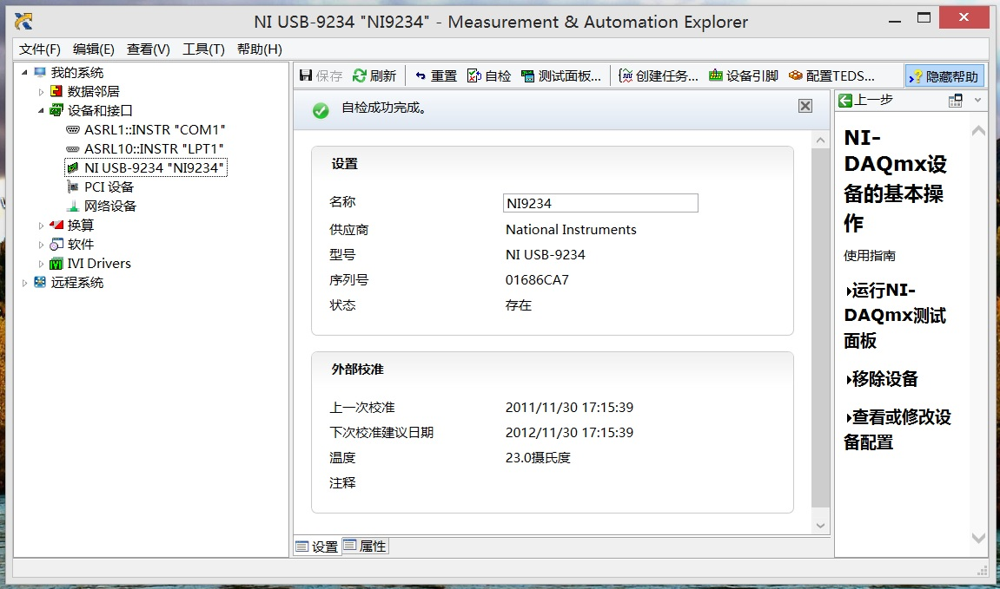 NI USB-9234 "NI9234" - Measurement & Automation Explorer
文件(F) 编辑(E) 查看(V) 工具(T) 帮助(H)
我的系统
数据邻居
设备和接口
ASRL1::INSTR "COM1"
ASRL10::INSTR "LPT1"
NI USB-9234 "NI9234"
PCI 设备
网络设备
换算
软件
IVI Drivers
远程系统
保存 刷新 重置 自检 测试面板... 创建任务... 设备引脚 配置TEDS... 隐藏帮助
自检成功完成。
设置
名称 NI9234
供应商 National Instruments
型号 NI USB-9234
序列号 01686CA7
状态 存在
外部校准
上一次校准 2011/11/30 17:15:39
下次校准建议日期 2012/11/30 17:15:39
温度 23.0摄氏度
注释
设置 属性
上一步
NI-
DAQmx设
备的基本操
作
使用指南
运行NI-
DAQmx测试
面板
移除设备
查看或修改设
备配置